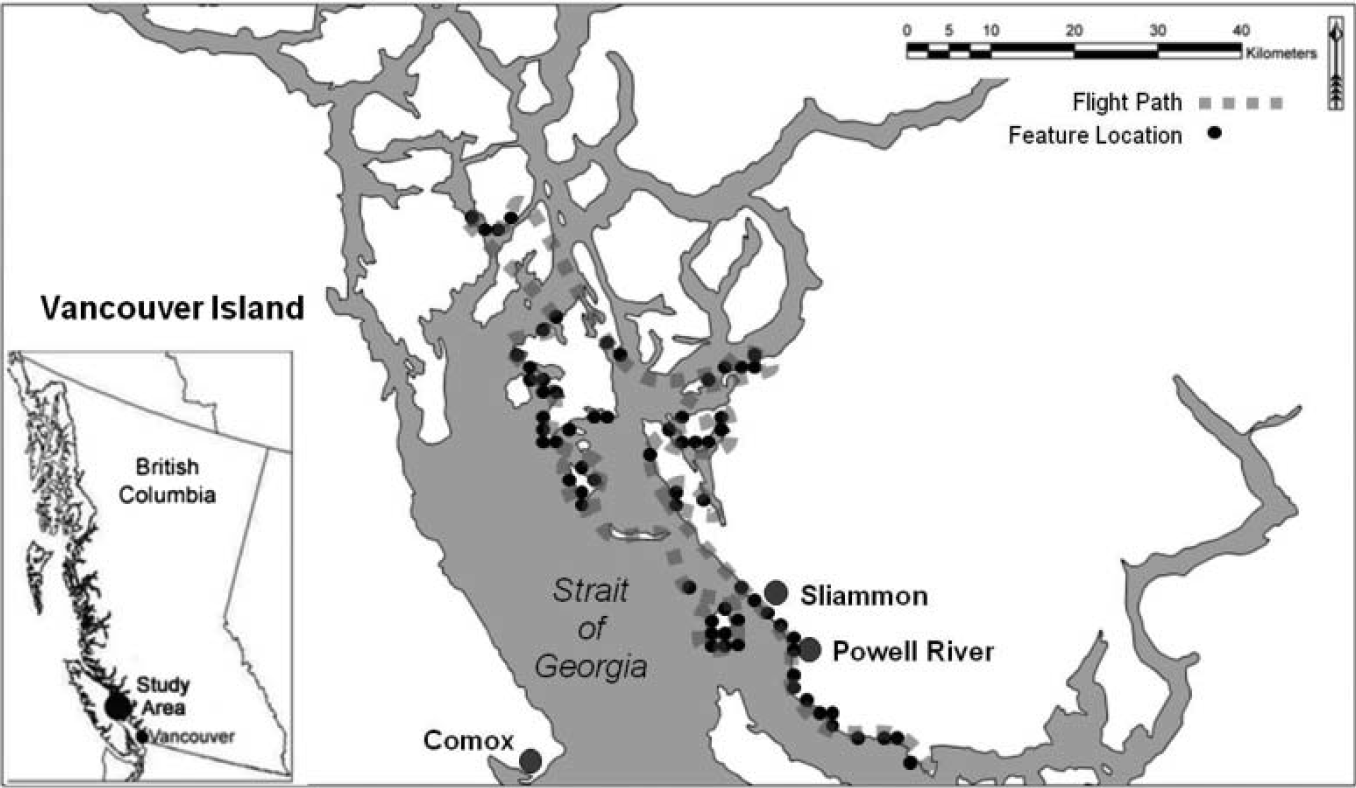 0 5 10 20 30 40
Kilometers
Flight Path
Feature Location
Vancouver Island
British
Columbia
Study
Area
Vancouver
Strait
of
Georgia
Sliammon
Powell River
Comox